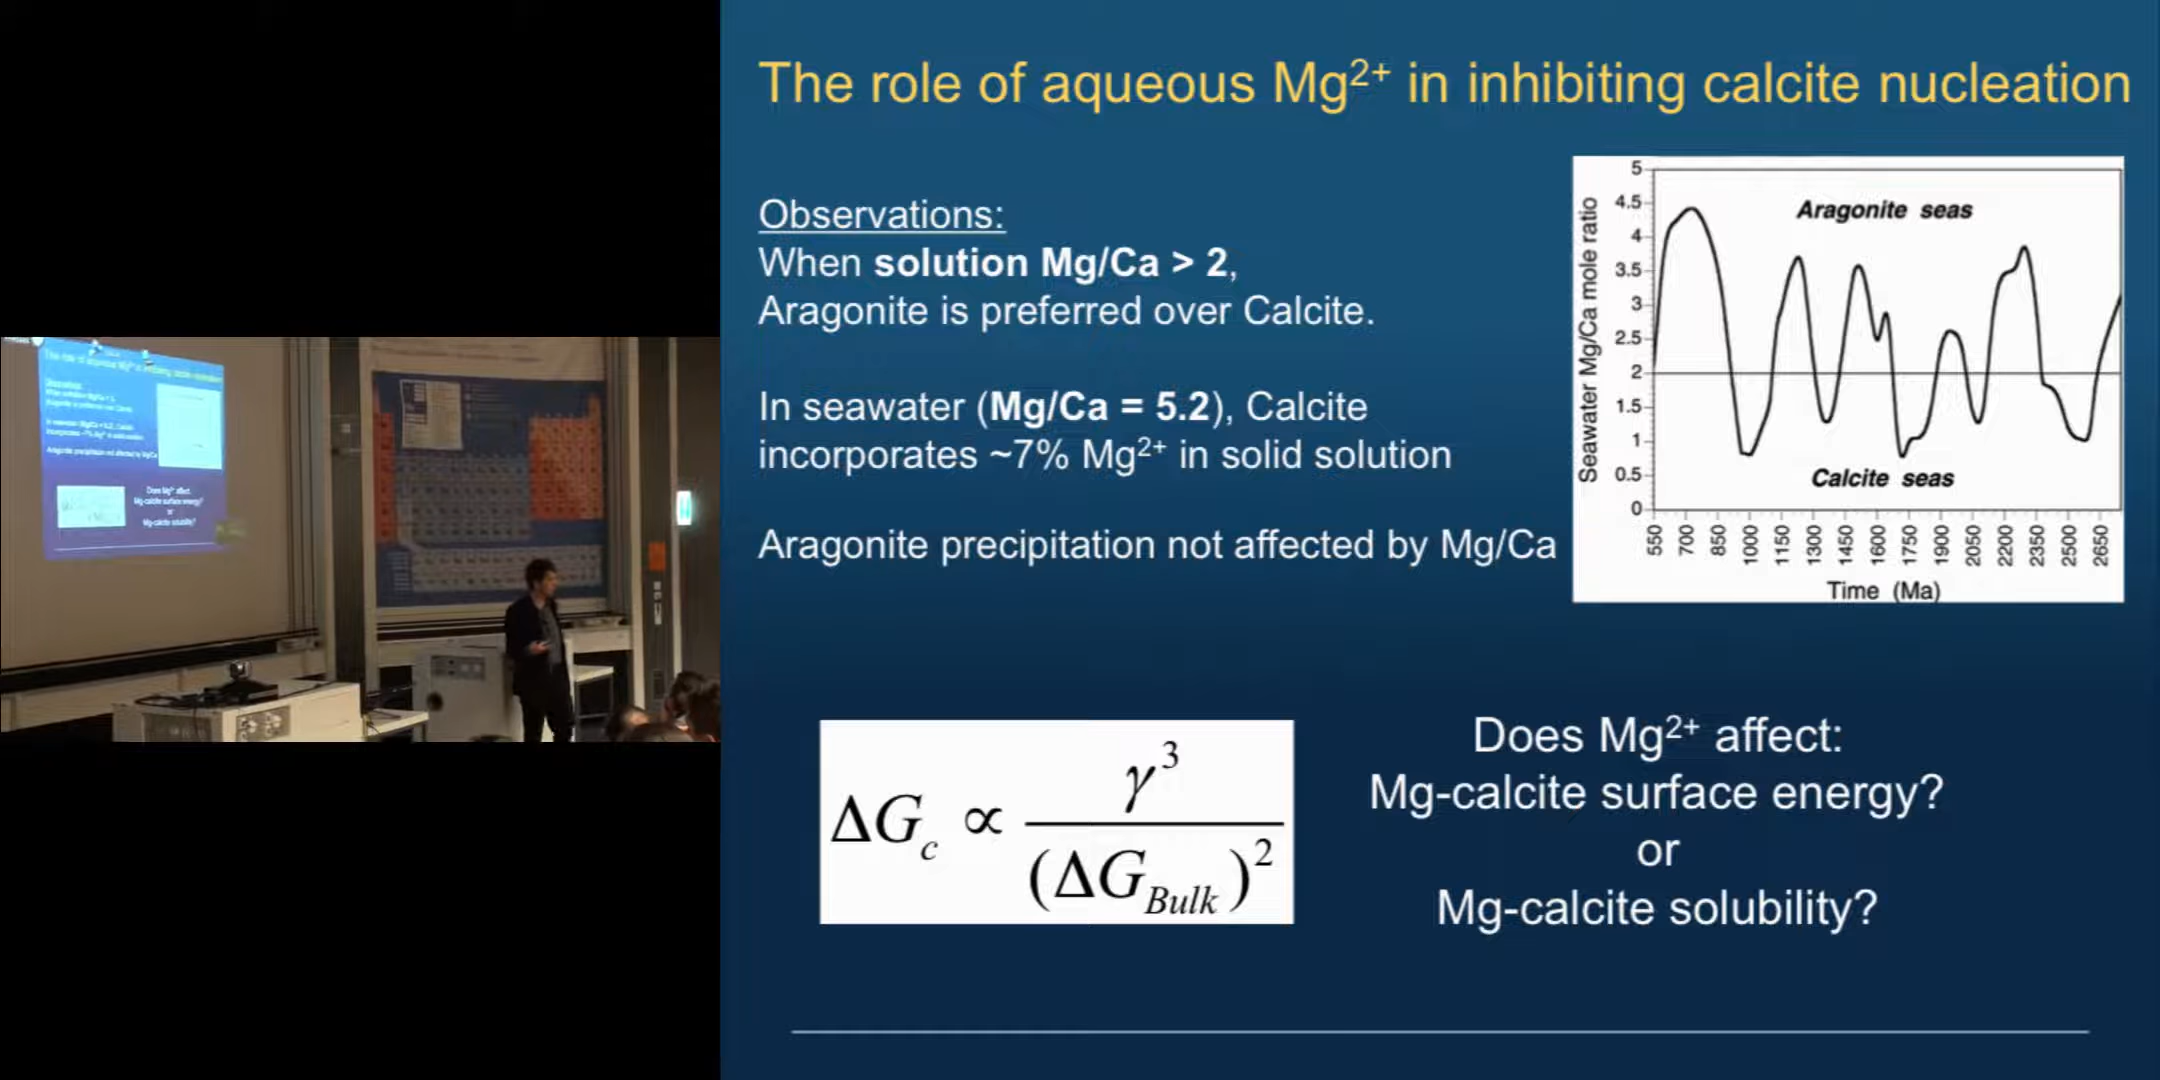 The role of aqueous Mg²⁺ in inhibiting calcite nucleation
Observations:
When solution Mg/Ca > 2,
Aragonite is preferred over Calcite.
In seawater (Mg/Ca = 5.2), Calcite
incorporates ~7% Mg²⁺ in solid solution
Aragonite precipitation not affected by Mg/Ca
Seawater Mg/Ca mole ratio
5
4.5
4
3.5
3
2.5
2
1.5
1
0.5
0
Aragonite seas
Calcite seas
550 700 850 1000 1150 1300 1450 1600 1750 1900 2050 2200 2350 2500 2650
Time (Ma)
ΔG_c ∝ γ³ / (ΔG_Bulk)²
Does Mg²⁺ affect:
Mg-calcite surface energy?
or
Mg-calcite solubility?